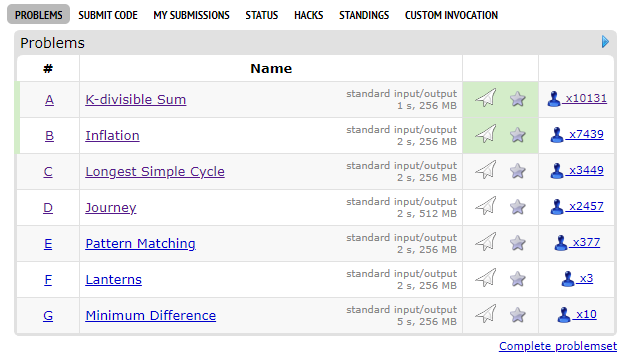 PROBLEMS SUBMIT CODE MY SUBMISSIONS STATUS HACKS STANDINGS CUSTOM INVOCATION
Problems
# Name
A K-divisible Sum standard input/output x10131
1 s, 256 MB
B Inflation standard input/output x7439
2 s, 256 MB
C Longest Simple Cycle standard input/output x3449
2 s, 256 MB
D Journey standard input/output x2457
2 s, 512 MB
E Pattern Matching standard input/output x377
2 s, 256 MB
F Lanterns standard input/output x3
2 s, 256 MB
G Minimum Difference standard input/output x10
5 s, 256 MB
Complete problemset